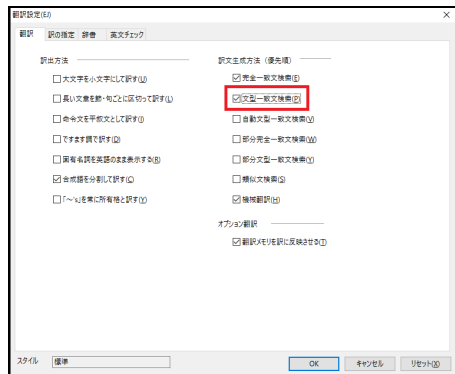 翻訳設定(EJ)
翻訳 訳の指定 辞書 英文チェック
訳出方法
大文字を小文字にして訳す(U)
長い文章を節・句ごとに区切って訳す(L)
命令文を平叙文として訳す(I)
ですます調で訳す(D)
固有名詞を英語のまま表示する(R)
合成語を分割して訳す(C)
「～'s」を常に所有格と訳す(Y)
訳文生成方法（優先順）
完全一致文検索(E)
文型一致文検索(P)
自動文型一致文検索(V)
部分完全一致文検索(W)
部分文型一致文検索(Y)
類似文検索(S)
機械翻訳(H)
オプション翻訳
翻訳メモリを訳に反映させる(T)
スタイル 標準
OK キャンセル リセット(X)